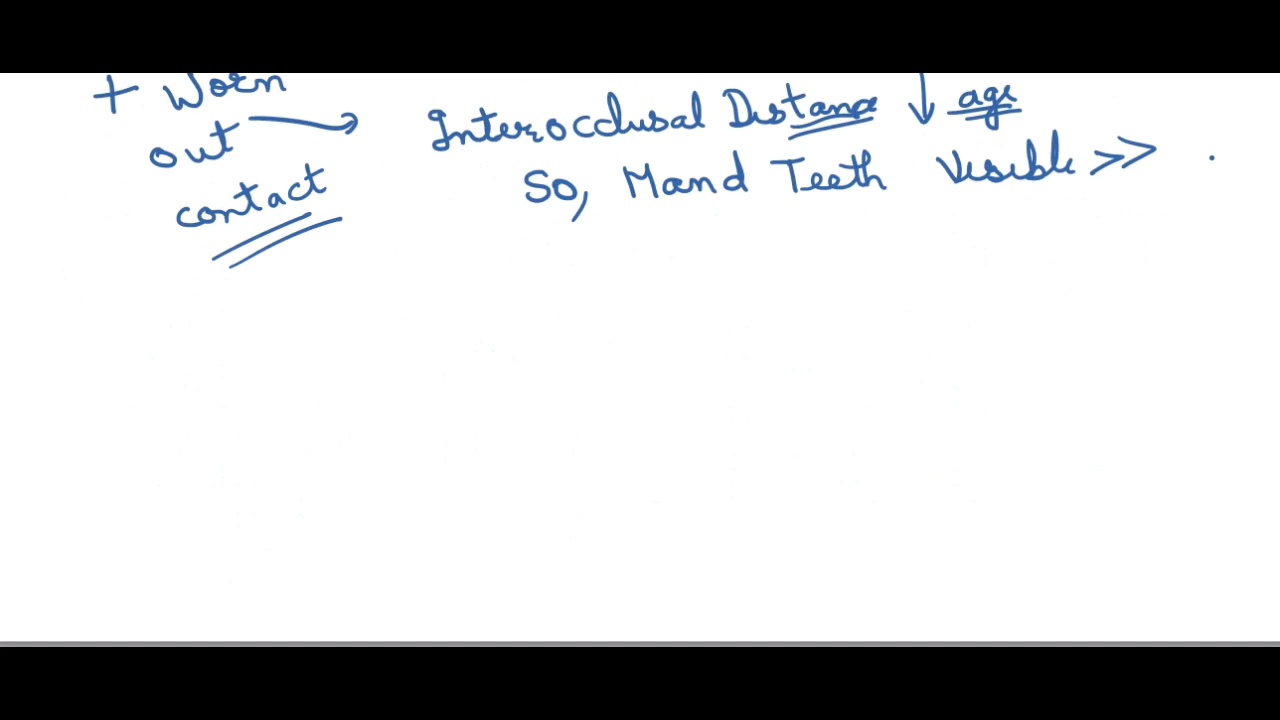 + Worn
out → Interocclusal Distance ↓ age
contact
So, Mand Teeth Visible >> .